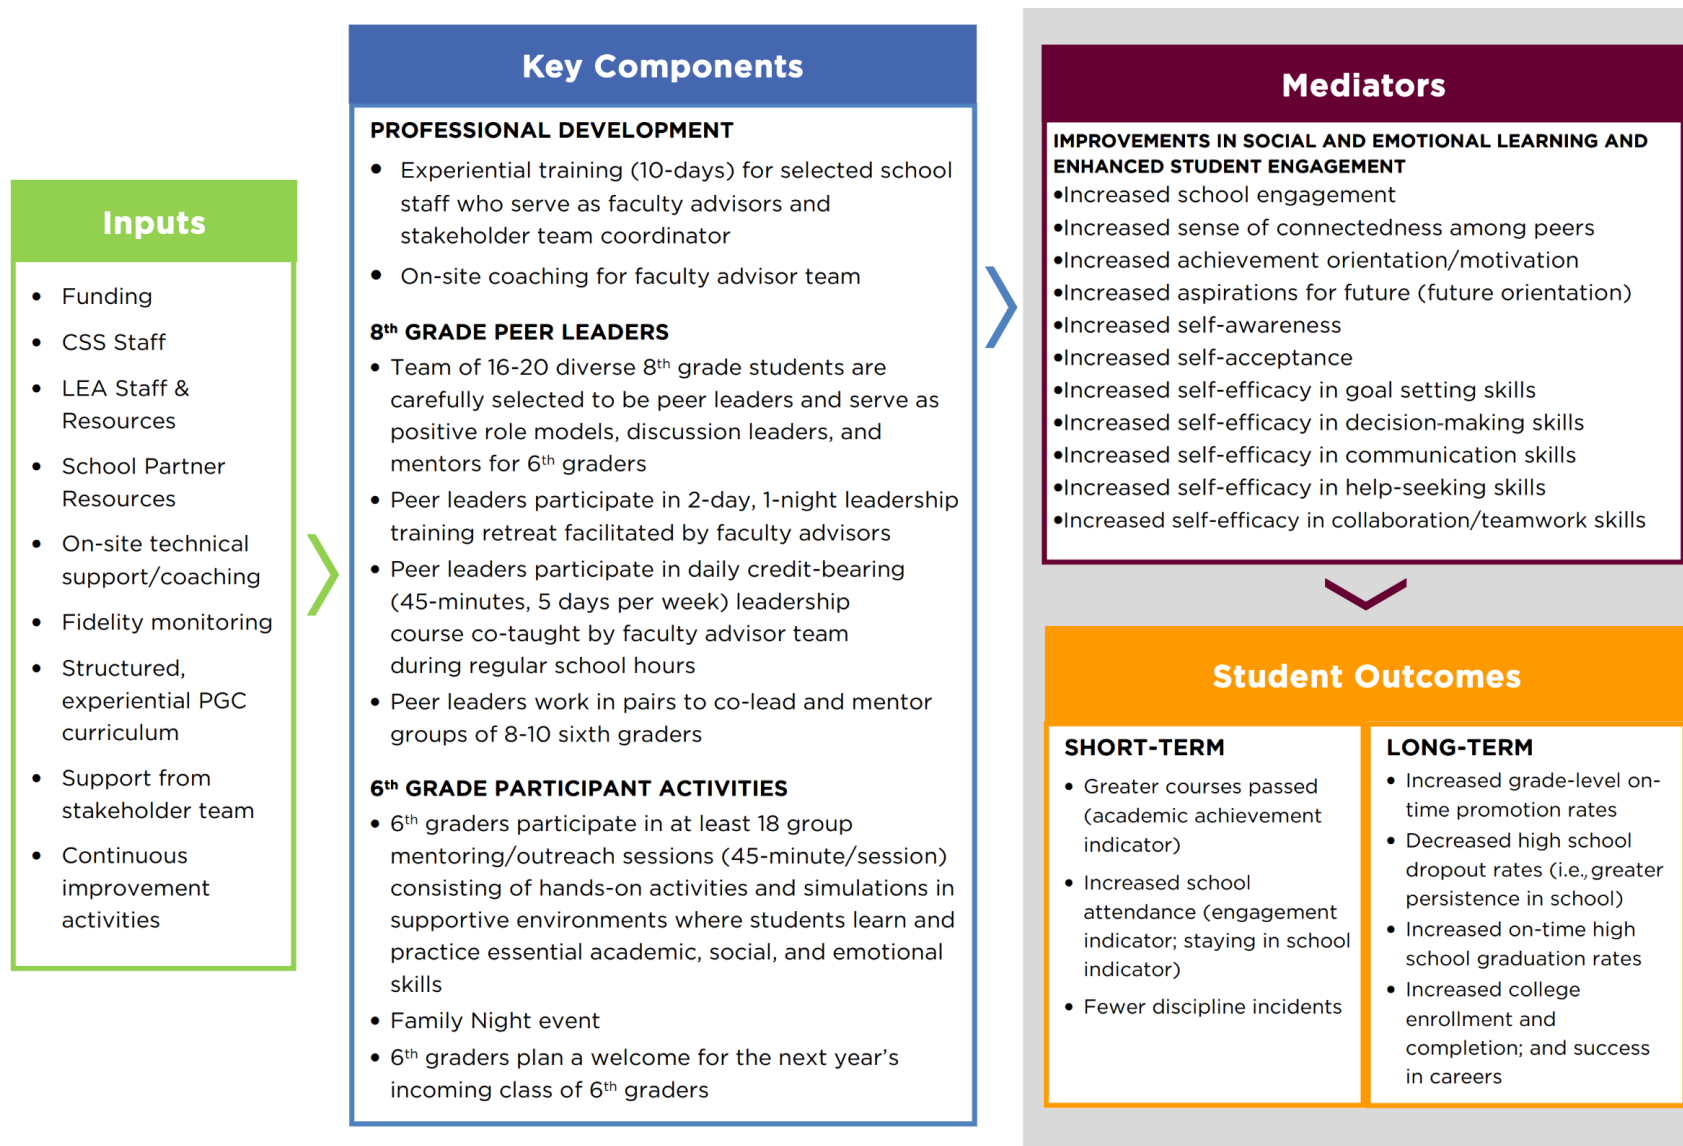 Inputs
• Funding
• CSS Staff
• LEA Staff &
Resources
• School Partner
Resources
• On-site technical
support/coaching
• Fidelity monitoring
• Structured,
experiential PGC
curriculum
• Support from
stakeholder team
• Continuous
improvement
activities
Key Components
PROFESSIONAL DEVELOPMENT
• Experiential training (10-days) for selected school
staff who serve as faculty advisors and
stakeholder team coordinator
• On-site coaching for faculty advisor team
8th GRADE PEER LEADERS
• Team of 16-20 diverse 8th grade students are
carefully selected to be peer leaders and serve as
positive role models, discussion leaders, and
mentors for 6th graders
• Peer leaders participate in 2-day, 1-night leadership
training retreat facilitated by faculty advisors
• Peer leaders participate in daily credit-bearing
(45-minutes, 5 days per week) leadership
course co-taught by faculty advisor team
during regular school hours
• Peer leaders work in pairs to co-lead and mentor
groups of 8-10 sixth graders
6th GRADE PARTICIPANT ACTIVITIES
• 6th graders participate in at least 18 group
mentoring/outreach sessions (45-minute/session)
consisting of hands-on activities and simulations in
supportive environments where students learn and
practice essential academic, social, and emotional
skills
• Family Night event
• 6th graders plan a welcome for the next year's
incoming class of 6th graders
Mediators
IMPROVEMENTS IN SOCIAL AND EMOTIONAL LEARNING AND
ENHANCED STUDENT ENGAGEMENT
•Increased school engagement
•Increased sense of connectedness among peers
•Increased achievement orientation/motivation
•Increased aspirations for future (future orientation)
•Increased self-awareness
•Increased self-acceptance
•Increased self-efficacy in goal setting skills
•Increased self-efficacy in decision-making skills
•Increased self-efficacy in communication skills
•Increased self-efficacy in help-seeking skills
•Increased self-efficacy in collaboration/teamwork skills
Student Outcomes
SHORT-TERM
• Greater courses passed
(academic achievement
indicator)
• Increased school
attendance (engagement
indicator; staying in school
indicator)
• Fewer discipline incidents
LONG-TERM
• Increased grade-level on-
time promotion rates
• Decreased high school
dropout rates (i.e., greater
persistence in school)
• Increased on-time high
school graduation rates
• Increased college
enrollment and
completion; and success
in careers